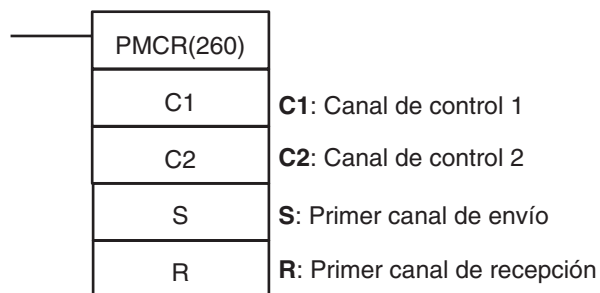 PMCR(260)
C1 C1: Canal de control 1
C2 C2: Canal de control 2
S S: Primer canal de envío
R R: Primer canal de recepción